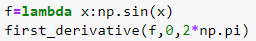 f=lambda x:np.sin(x)
first_derivative(f,0,2*np.pi)